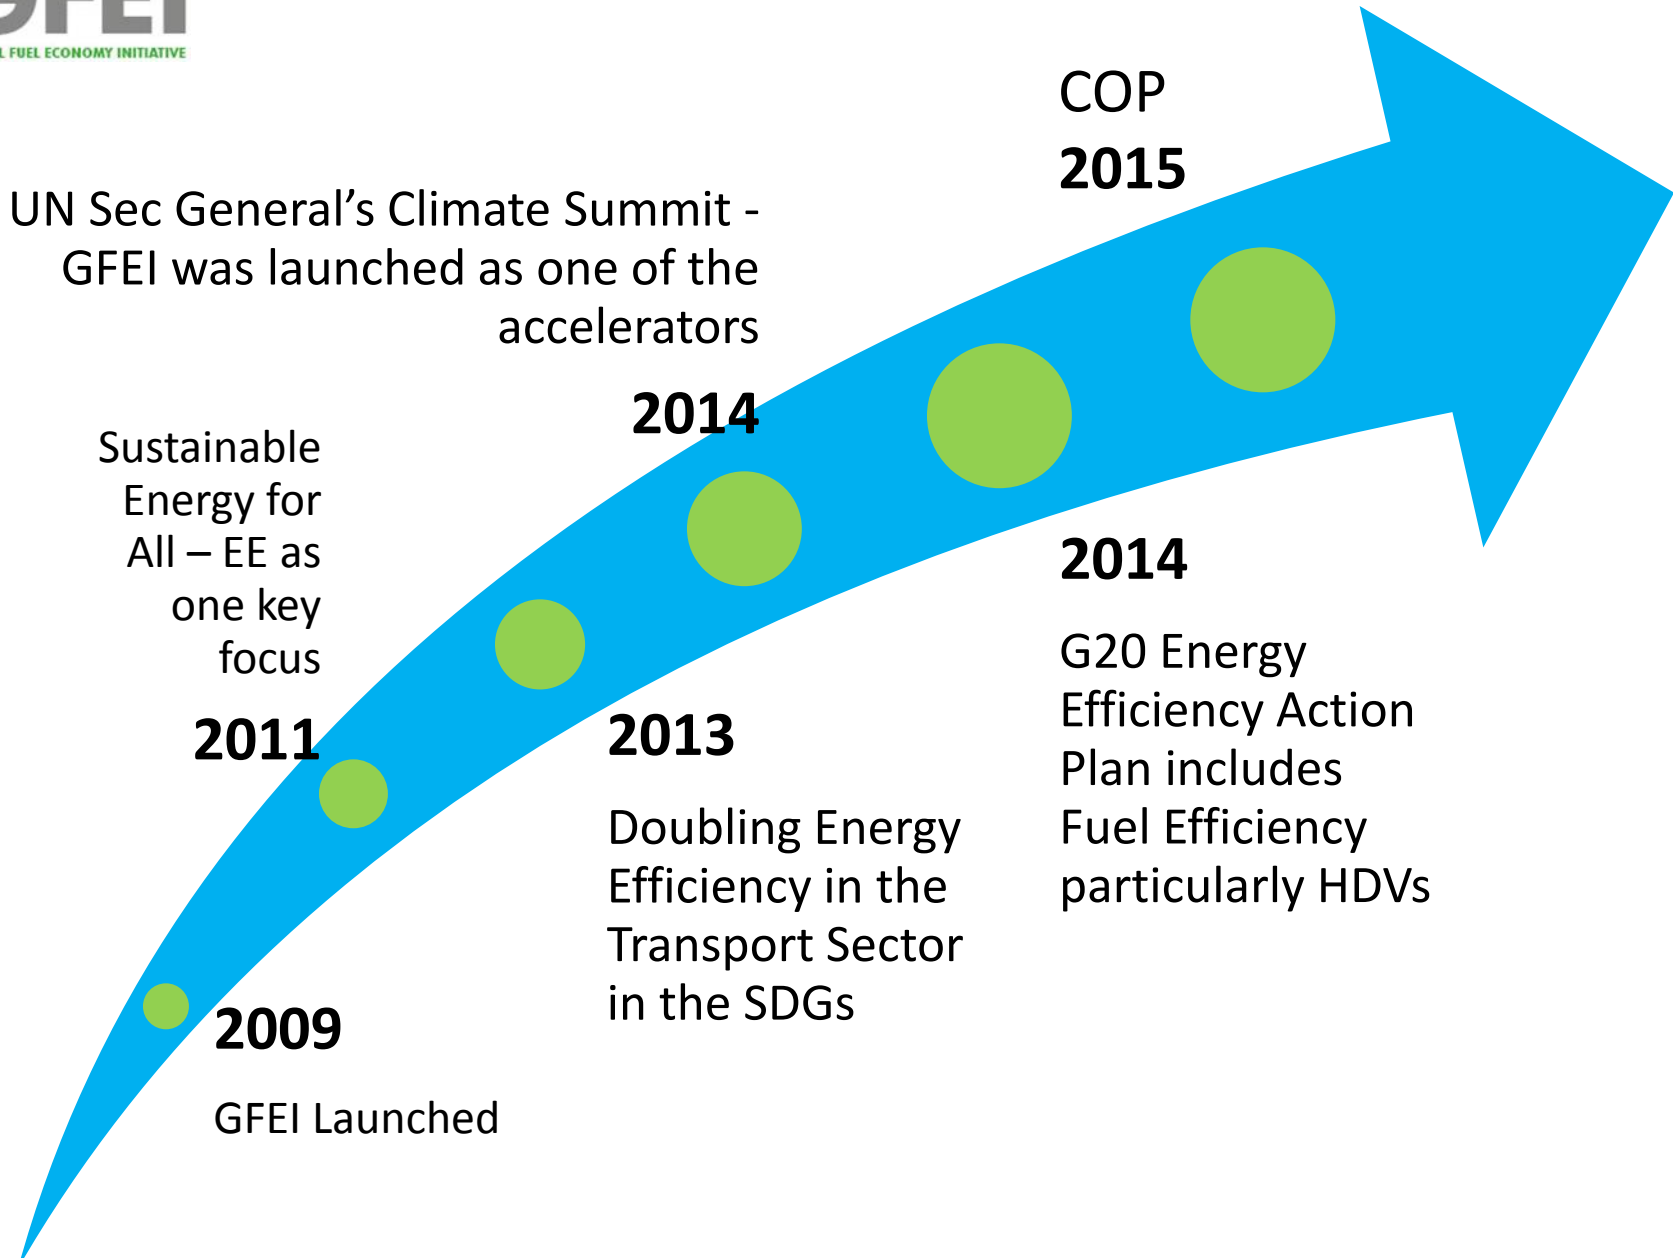 GFEI
FUEL ECONOMY INITIATIVE
COP
2015
UN Sec General’s Climate Summit -
GFEI was launched as one of the
accelerators
2014
Sustainable
Energy for
All – EE as
one key
focus
2011
2014
G20 Energy
Efficiency Action
Plan includes
Fuel Efficiency
particularly HDVs
2013
Doubling Energy
Efficiency in the
Transport Sector
in the SDGs
2009
GFEI Launched